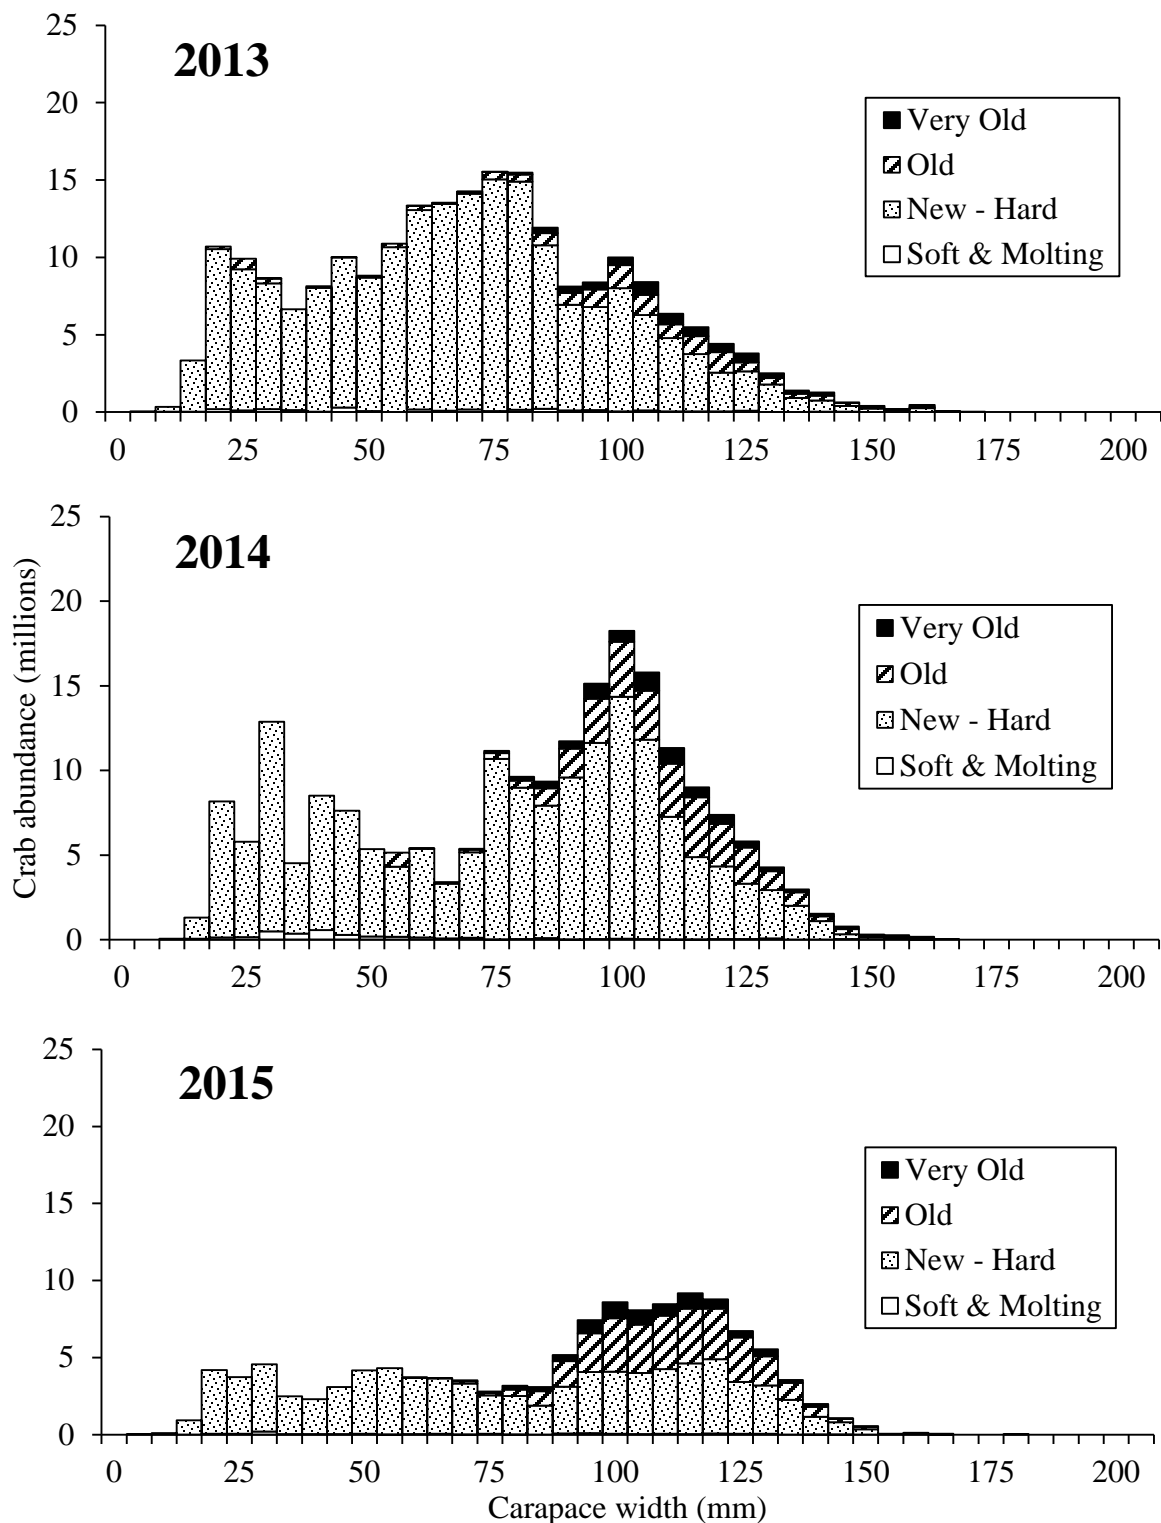 25
2013
20
Very Old
Old
15
New - Hard
Soft & Molting
10
5
0
0 25 50 75 100 125 150 175 200
25
2014
20
Very Old
Old
15
New - Hard
Soft & Molting
10
5
0
Crab abundance (millions)
0 25 50 75 100 125 150 175 200
25
2015
20
Very Old
15
Old
New - Hard
10
Soft & Molting
5
0
0 25 50 75 100 125 150 175 200
Carapace width (mm)